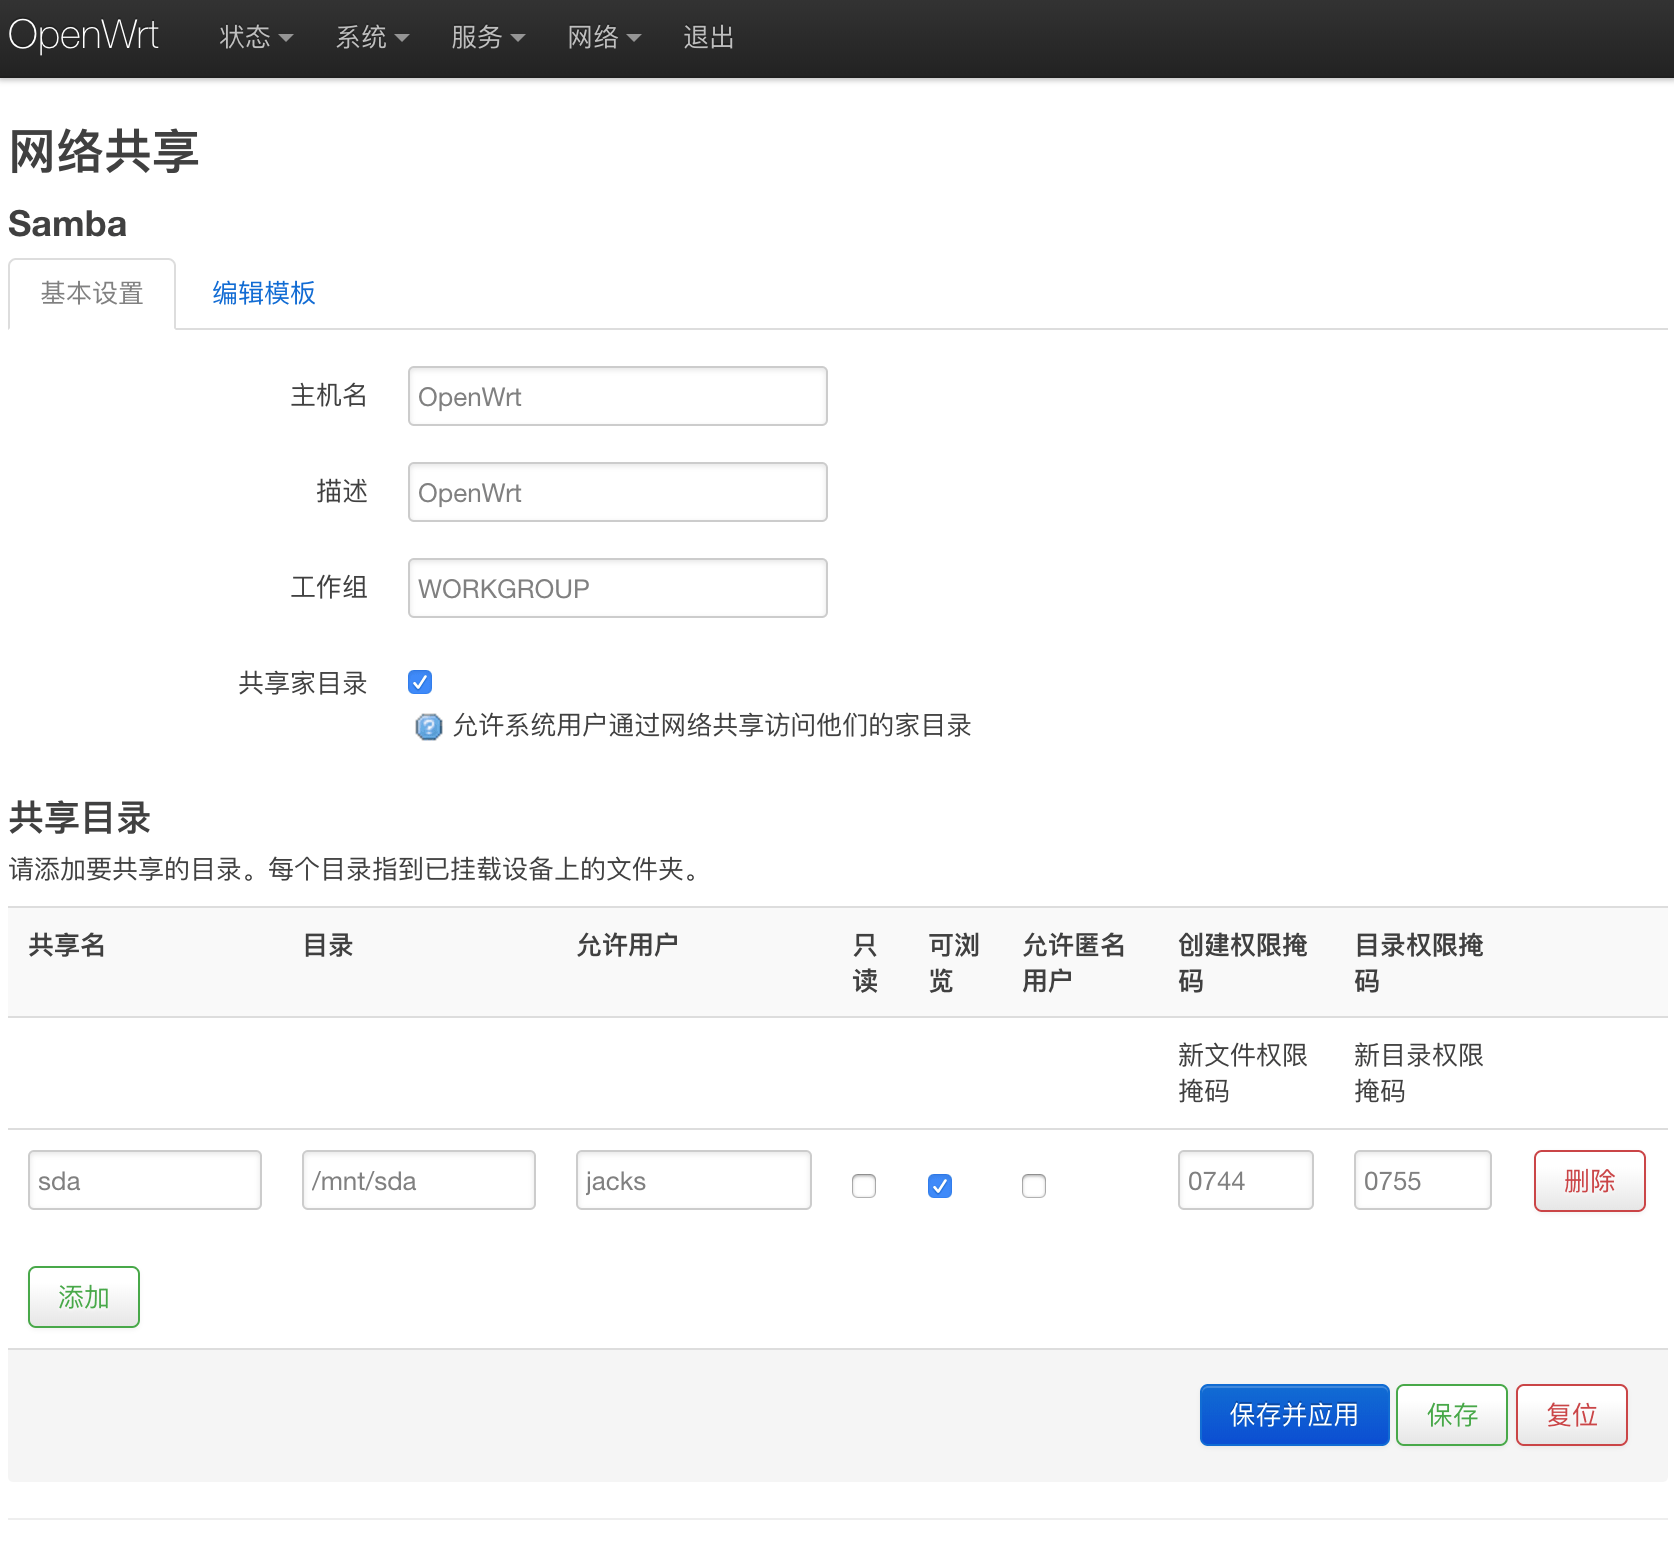 OpenWrt 状态 系统 服务 网络 退出
网络共享
Samba
基本设置 编辑模板
主机名 OpenWrt
描述 OpenWrt
工作组 WORKGROUP
共享家目录
允许系统用户通过网络共享访问他们的家目录
共享目录
请添加要共享的目录。每个目录指到已挂载设备上的文件夹。
共享名 目录 允许用户 只读 可浏览 允许匿名用户 创建权限掩码 目录权限掩码
新文件权限掩码 新目录权限掩码
sda /mnt/sda jacks 0744 0755 删除
添加
保存并应用 保存 复位